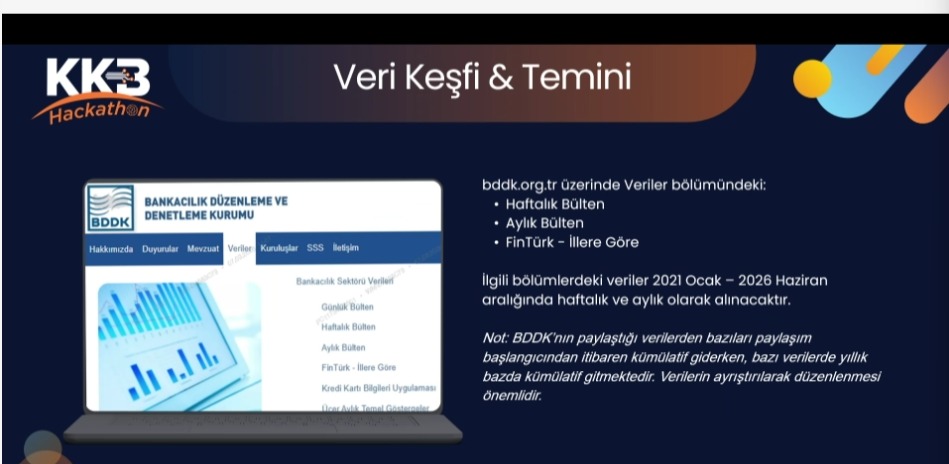 KKB
Hackathon
Veri Keşfi & Temini
BDDK
BANKACILIK DÜZENLEME VE
DENETLEME KURUMU
Hakkımızda Duyurular Mevzuat Veriler Kuruluşlar SSS İletişim
Bankacılık Sektörü Verileri
Günlük Bülten
Haftalık Bülten
Aylık Bülten
FinTürk - İllere Göre
Kredi Kartı Bilgileri Uygulaması
Üçer Aylık Temel Göstergeler
bddk.org.tr üzerinde Veriler bölümündeki:
• Haftalık Bülten
• Aylık Bülten
• FinTürk - İllere Göre
İlgili bölümlerdeki veriler 2021 Ocak – 2026 Haziran
aralığında haftalık ve aylık olarak alınacaktır.
Not: BDDK'nın paylaştığı verilerden bazıları paylaşım
başlangıcından itibaren kümülatif giderken, bazı verilerde yıllık
bazda kümülatif gitmektedir. Verilerin ayrıştırılarak düzenlenmesi
önemlidir.